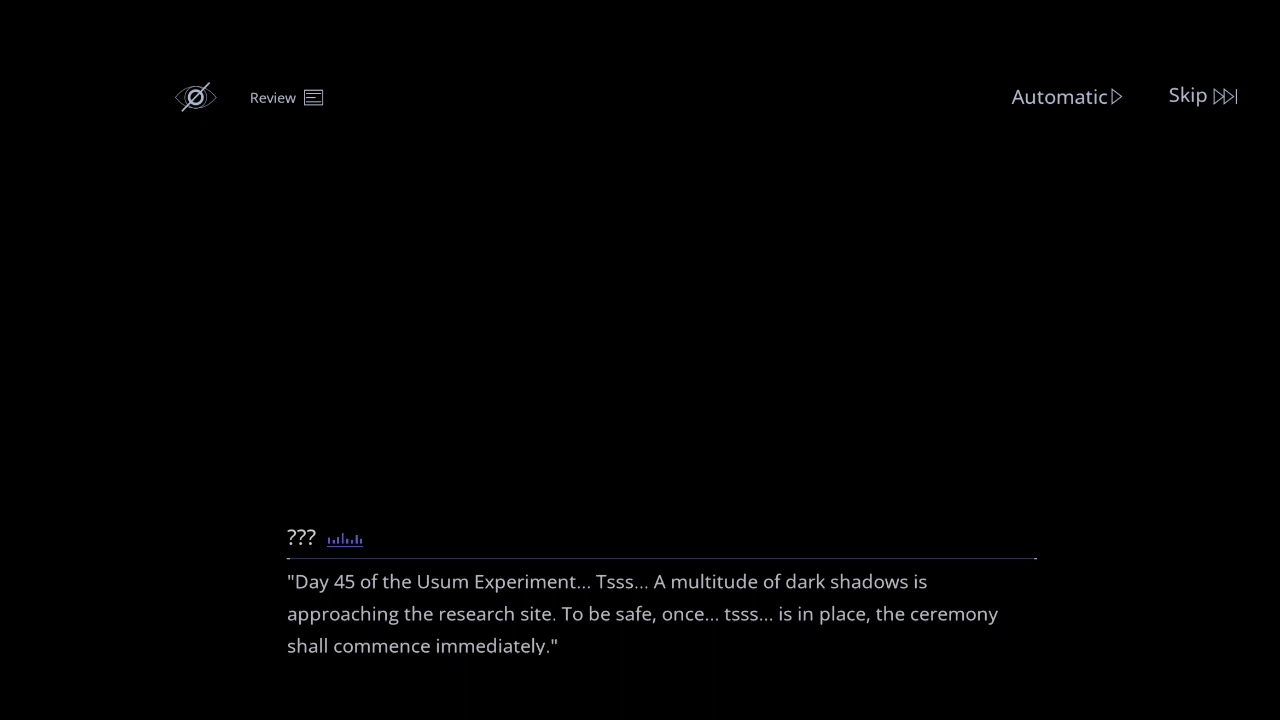 Review
Automatic
Skip
???
"Day 45 of the Usum Experiment... Tsss... A multitude of dark shadows is
approaching the research site. To be safe, once... tsss... is in place, the ceremony
shall commence immediately."